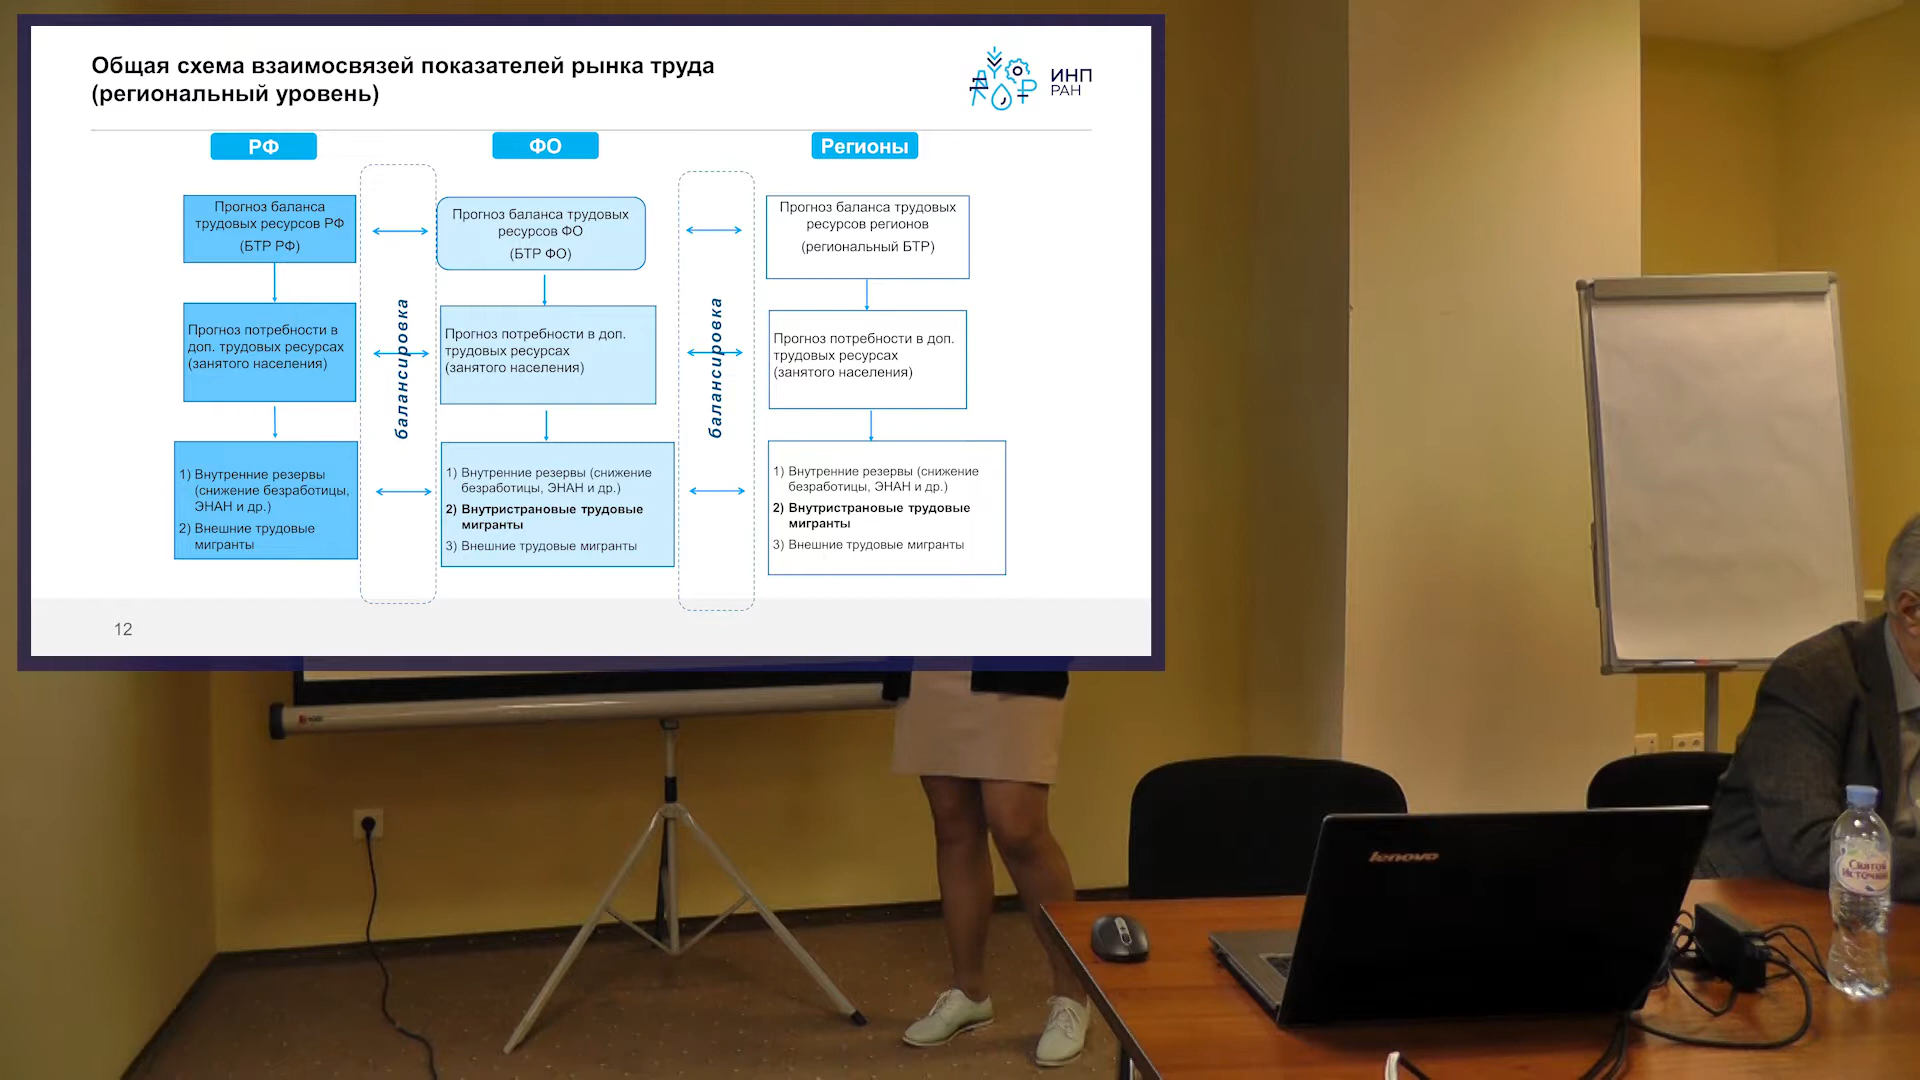 Общая схема взаимосвязей показателей рынка труда
(региональный уровень)
ИНП
РАН
РФ
ФО
Регионы
Прогноз баланса
трудовых ресурсов РФ
(БТР РФ)
Прогноз баланса трудовых
ресурсов ФО
(БТР ФО)
Прогноз баланса трудовых
ресурсов регионов
(региональный БТР)
балансировка
балансировка
Прогноз потребности в
доп. трудовых ресурсах
(занятого населения)
Прогноз потребности в доп.
трудовых ресурсах
(занятого населения)
Прогноз потребности в доп.
трудовых ресурсах
(занятого населения)
1) Внутренние резервы
(снижение безработицы,
ЭНАН и др.)
2) Внешние трудовые
мигранты
1) Внутренние резервы (снижение
безработицы, ЭНАН и др.)
2) Внутристрановые трудовые
мигранты
3) Внешние трудовые мигранты
1) Внутренние резервы (снижение
безработицы, ЭНАН и др.)
2) Внутристрановые трудовые
мигранты
3) Внешние трудовые мигранты
12
lenovo
Святой
Источник